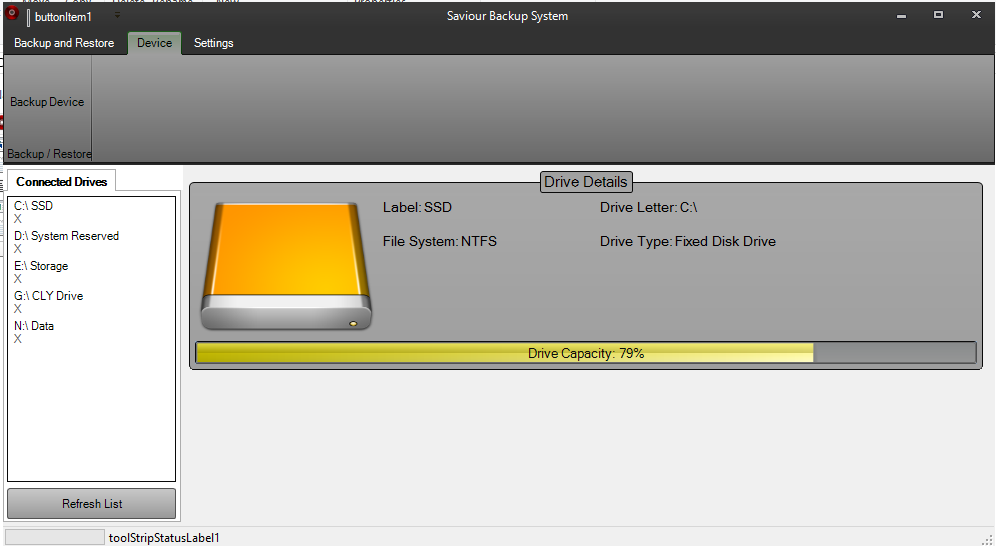 buttonItem1
Saviour Backup System
Backup and Restore
Device
Settings
Backup Device
Backup / Restore
Connected Drives
C:\ SSD
X
D:\ System Reserved
X
E:\ Storage
X
G:\ CLY Drive
X
N:\ Data
X
Refresh List
Drive Details
Label: SSD
Drive Letter: C:\
File System: NTFS
Drive Type: Fixed Disk Drive
Drive Capacity: 79%
toolStripStatusLabel1